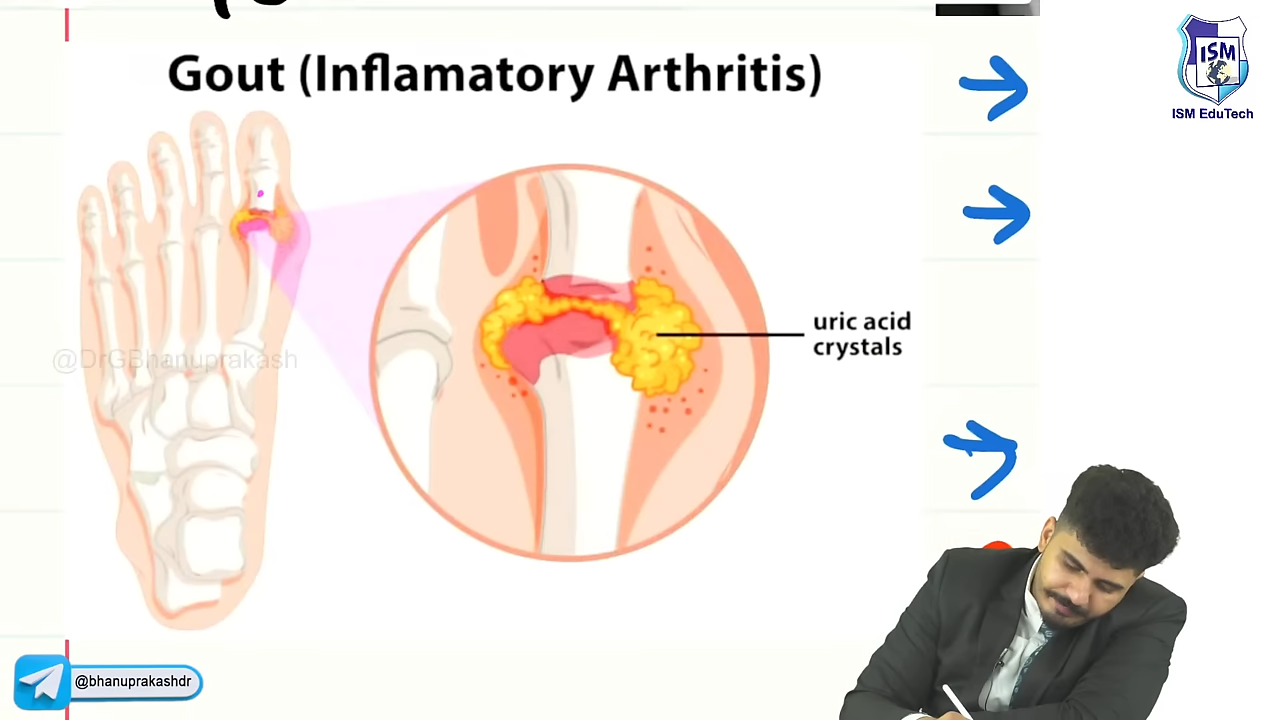 Gout (Inflamatory Arthritis)
ISM
ISM EduTech
uric acid
crystals
@DrGBhanuprakash
@bhanuprakashdr